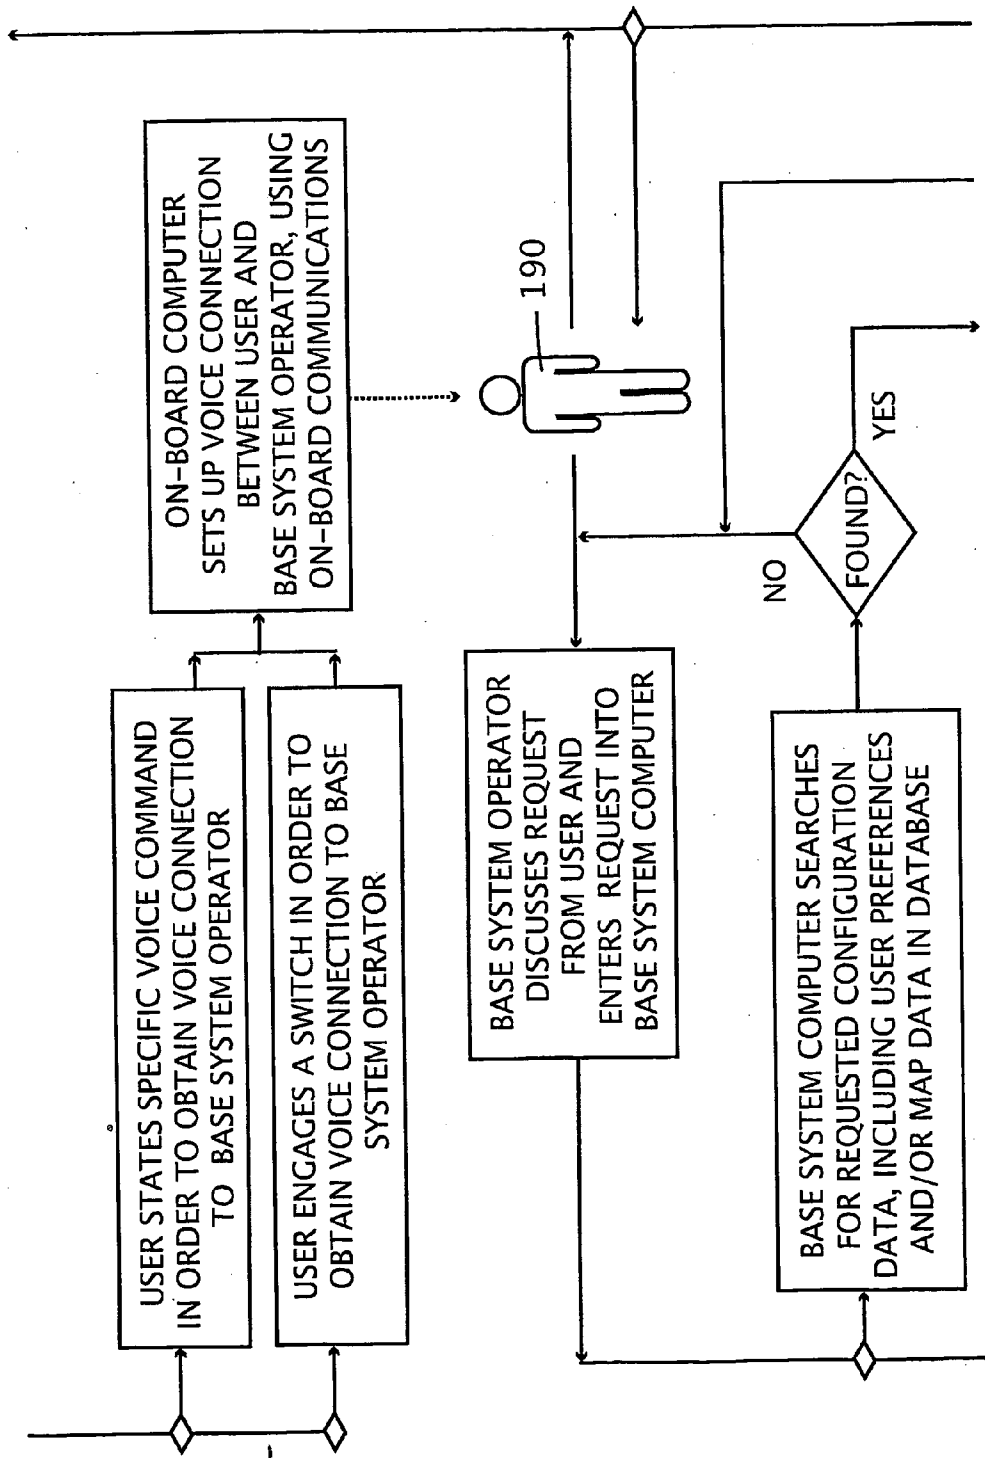 USER STATES SPECIFIC VOICE COMMAND
IN ORDER TO OBTAIN VOICE CONNECTION
TO BASE SYSTEM OPERATOR
USER ENGAGES A SWITCH IN ORDER TO
OBTAIN VOICE CONNECTION TO BASE
SYSTEM OPERATOR
ON-BOARD COMPUTER
SETS UP VOICE CONNECTION
BETWEEN USER AND
BASE SYSTEM OPERATOR, USING
ON-BOARD COMMUNICATIONS
190
BASE SYSTEM OPERATOR
DISCUSSES REQUEST
FROM USER AND
ENTERS REQUEST INTO
BASE SYSTEM COMPUTER
BASE SYSTEM COMPUTER SEARCHES
FOR REQUESTED CONFIGURATION
DATA, INCLUDING USER PREFERENCES
AND/OR MAP DATA IN DATABASE
NO
FOUND?
YES